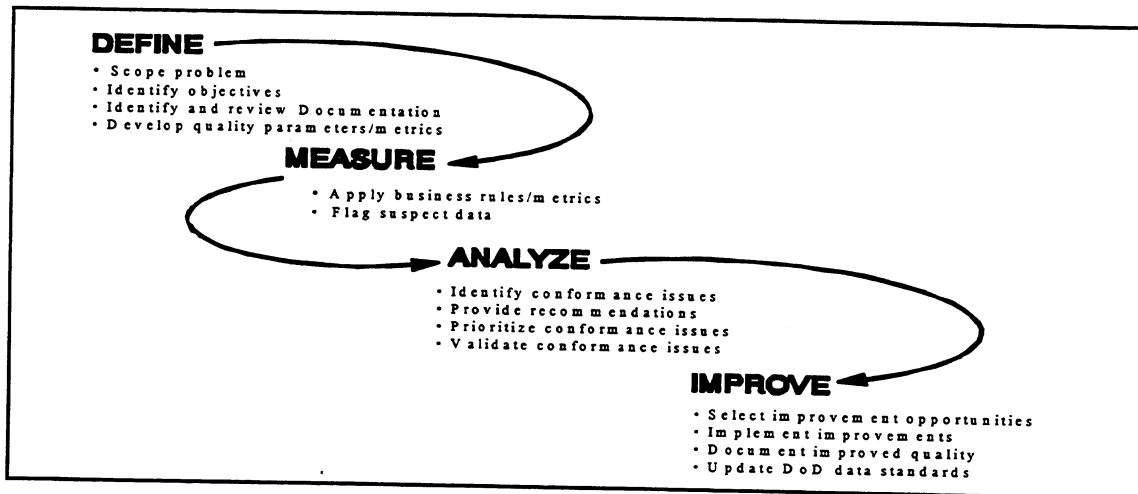 DEFINE
• Scope problem
• Identify objectives
• Identify and review Documentation
• Develop quality parameters/metrics
MEASURE
• Apply business rules/metrics
• Flag suspect data
ANALYZE
• Identify conformance issues
• Provide recommendations
• Prioritize conformance issues
• Validate conformance issues
IMPROVE
• Select improvement opportunities
• Implement improvements
• Document improved quality
• Update DoD data standards